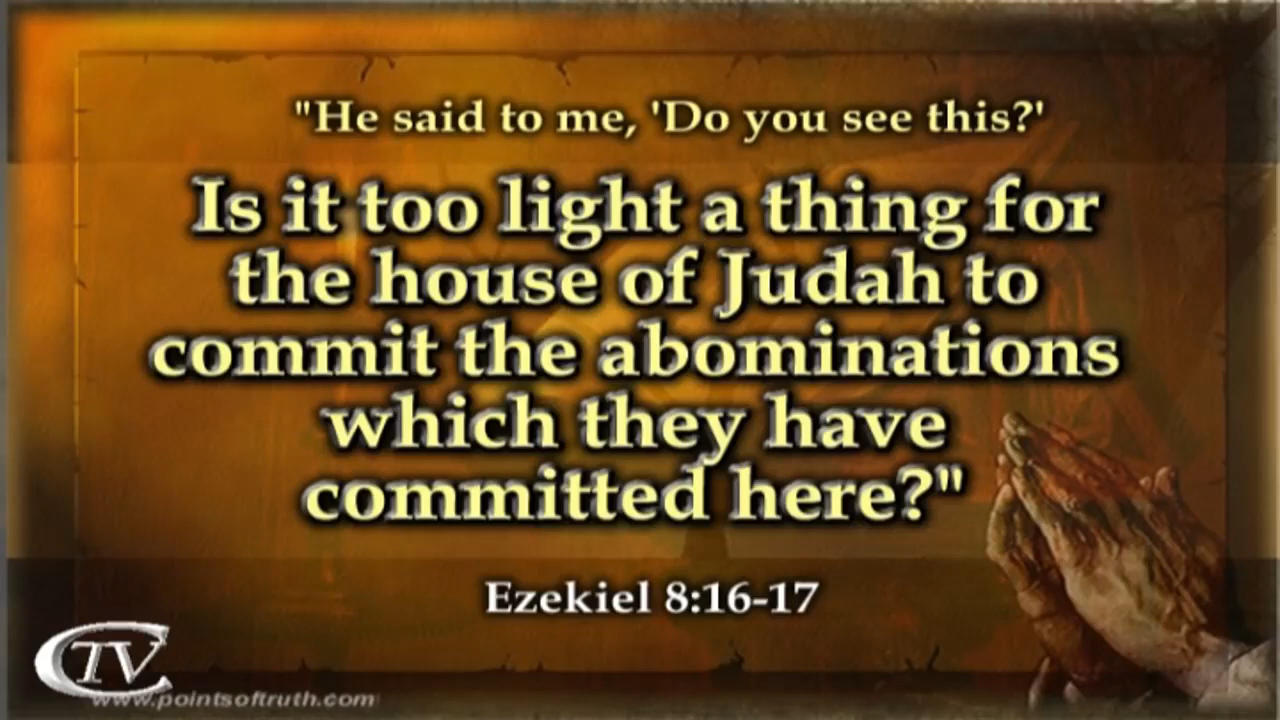 "He said to me, 'Do you see this?'
Is it too light a thing for
the house of Judah to
commit the abominations
which they have
committed here?"
Ezekiel 8:16-17
CTV
www.pointsoftruth.com